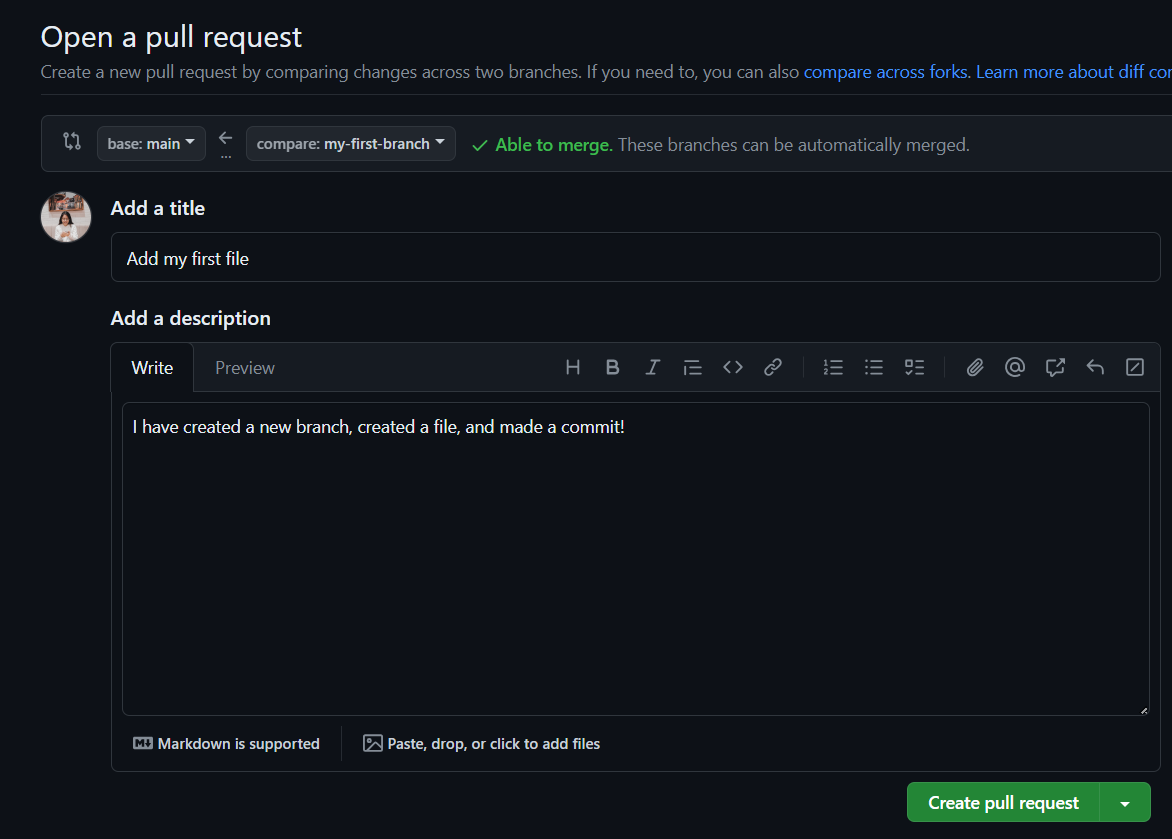 Open a pull request
Create a new pull request by comparing changes across two branches. If you need to, you can also compare across forks. Learn more about diff
base: main ... compare: my-first-branch Able to merge. These branches can be automatically merged.
Add a title
Add my first file
Add a description
Write Preview
I have created a new branch, created a file, and made a commit!
Markdown is supported Paste, drop, or click to add files
Create pull request